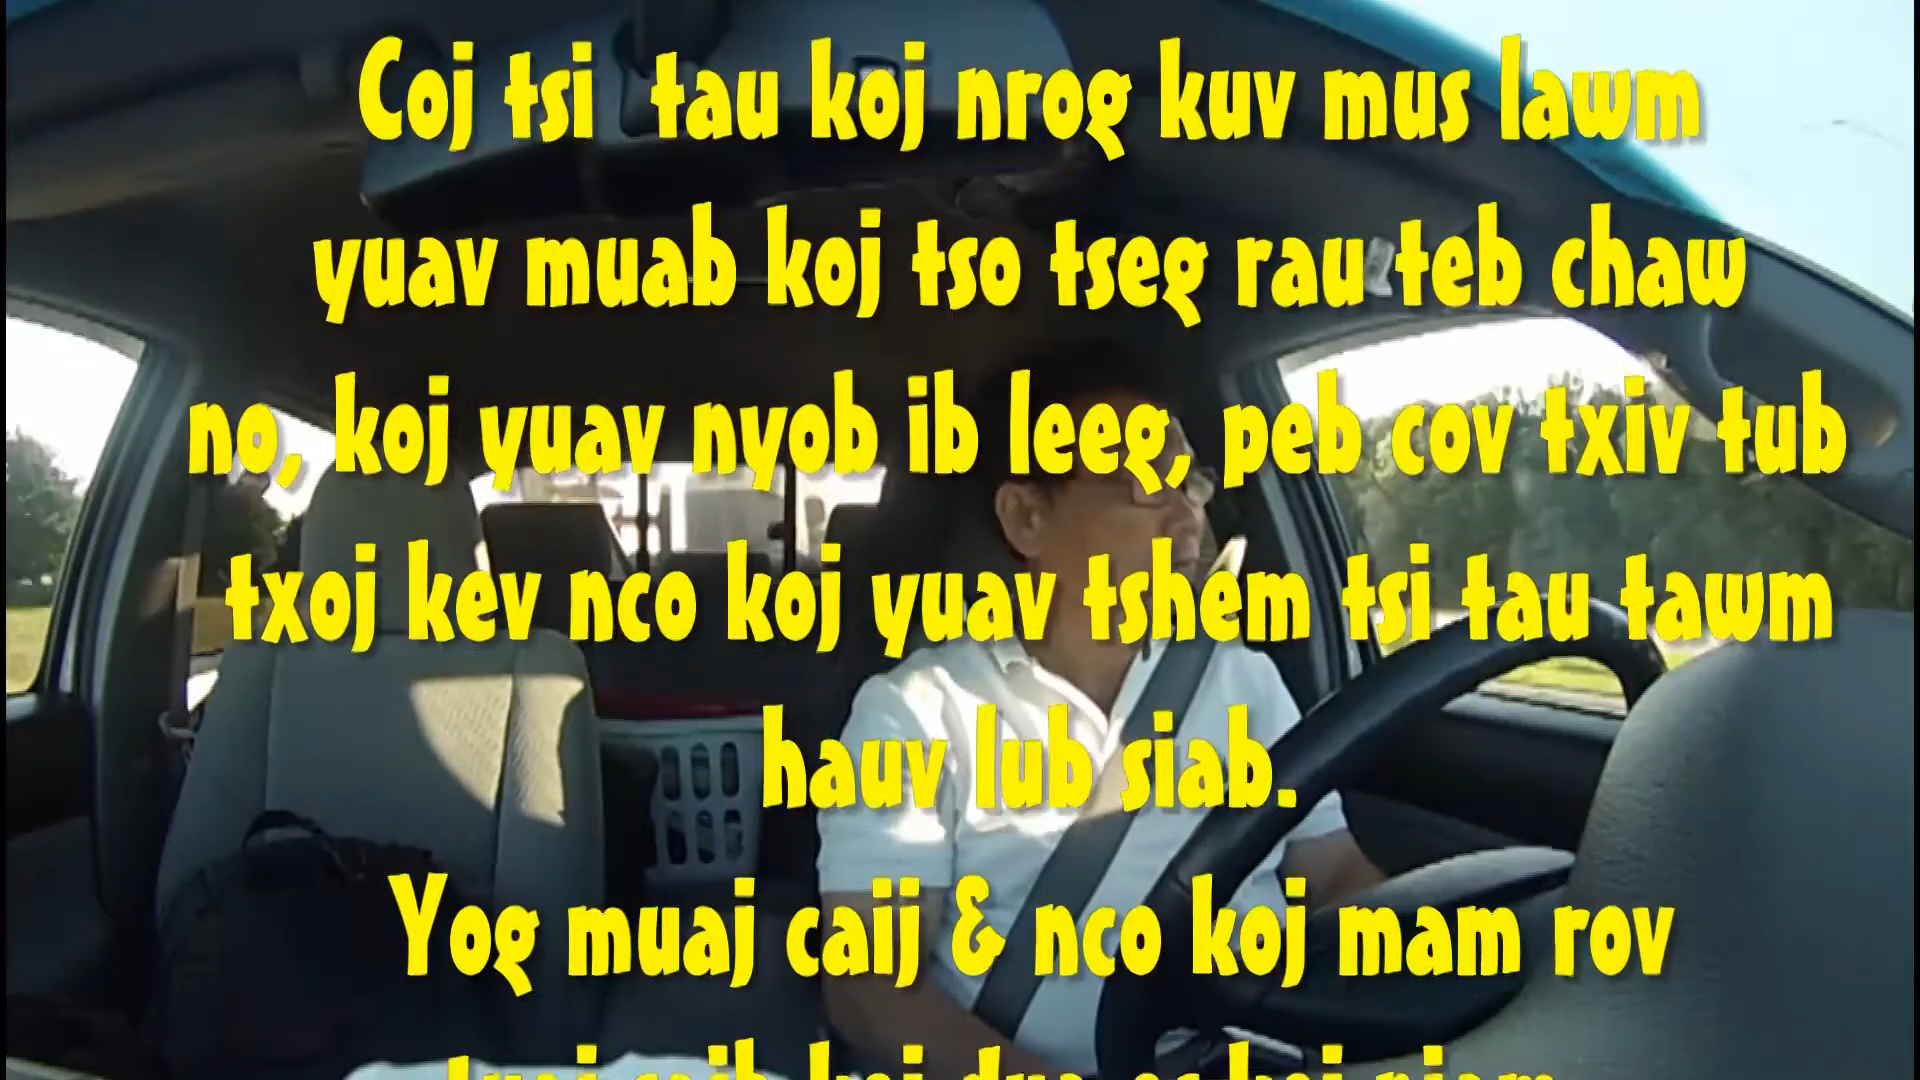 Coj tsi tau koj nrog kuv mus lawm
yuav muab koj tso tseg rau teb chaw
no, koj yuav nyob ib leeg, peb cov txiv tub
txoj kev nco koj yuav tshem tsi tau tawm
hauv lub siab.
Yog muaj caij & nco koj mam rov